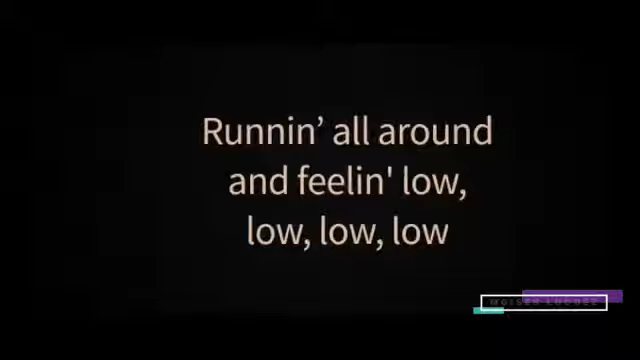 Runnin’ all around
and feelin' low,
low, low, low